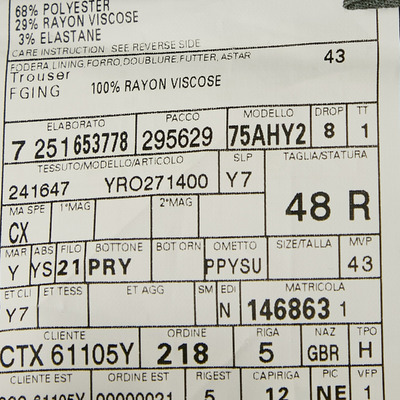 68% POLYESTER
29% RAYON VISCOSE
3% ELASTANE
CARE INSTRUCTION: SEE REVERSE SIDE
FODERA, LINING, FORRO, DOUBLURE, FUTTER, ASTAR 43
Trouser
FGING 100% RAYON VISCOSE
ELABORATO PACCO MODELLO DROP TT
7 251653778 295629 75AHY2 8 1
TESSUTO/MODELLO/ARTICOLO SLP TAGLIA/STATURA
241647 YRO271400 Y7
MA SPE 1°MAG 2°MAG 48 R
CX
MAR ABS FILO BOTTONE BOT ORN OMETTO SIZE/TALLA MVP
Y YS 21 PRY PPYSU 43
ET CLI ET TESS ET AGG SM EDI MATRICOLA
Y7 N 146863 1
CLIENTE ORDINE RIGA NAZ TPO
CTX 61105Y 218 5 GBR H
CLIENTE EST ORDINE EST RIGEST CAPIRIGA PIC VFP
61105Y 00000021 5 12 NE 1